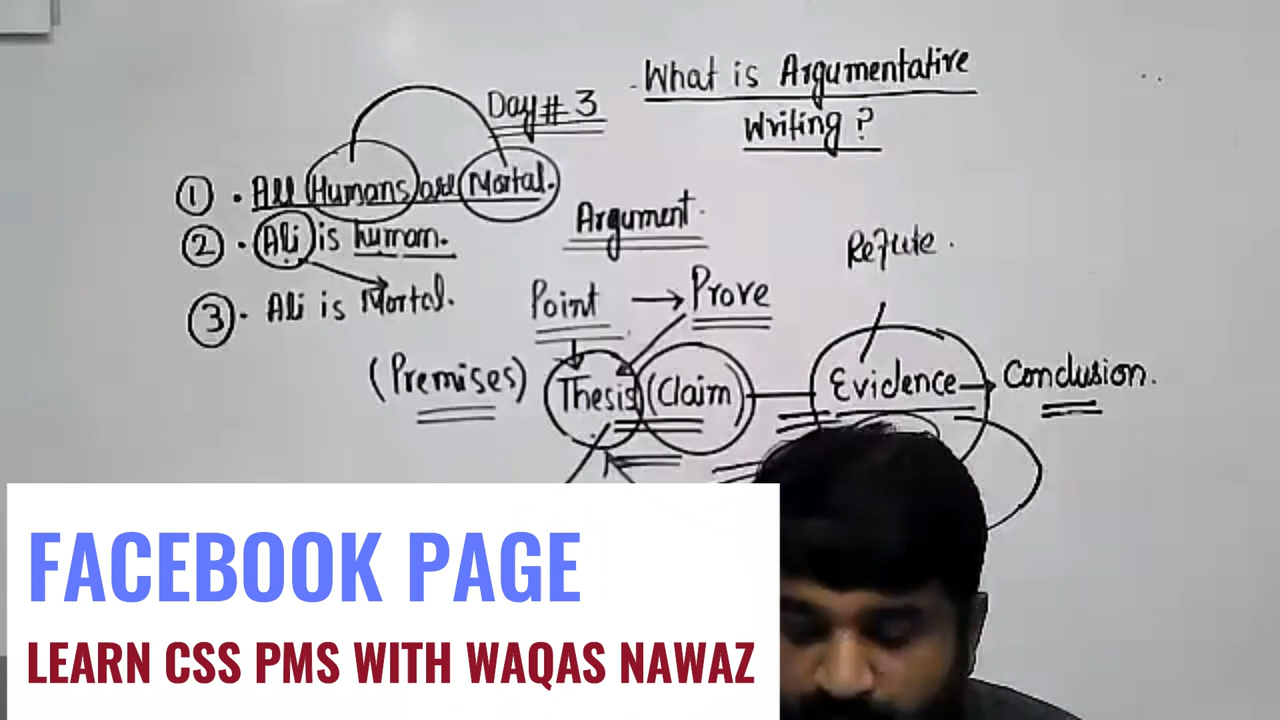 What is Argumentative
Writing ?
Day # 3
① · All Humans are Mortal.
② · Ali is human.
③ · Ali is Mortal.
Argument.
Refute.
Point → Prove
(Premises) Thesis (Claim) Evidence → Conclusion.
FACEBOOK PAGE
LEARN CSS PMS WITH WAQAS NAWAZ